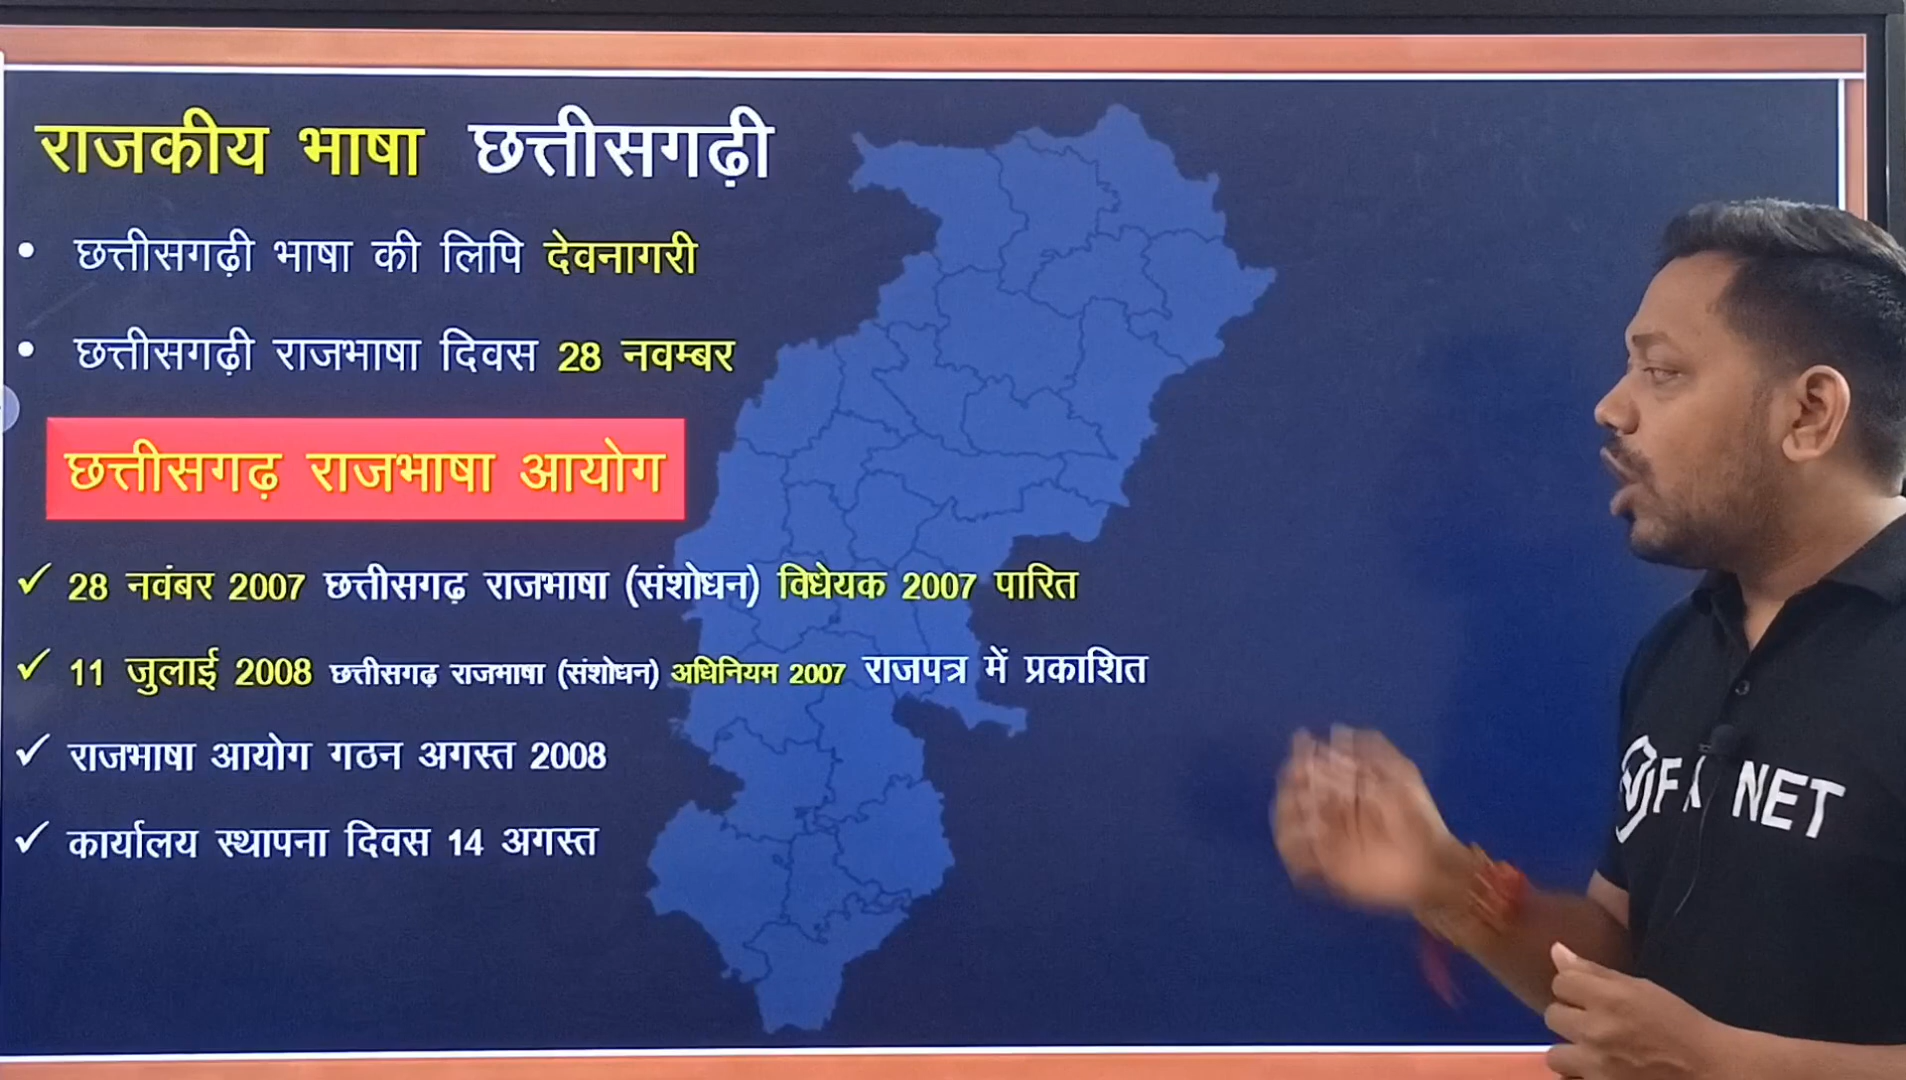 राजकीय भाषा छत्तीसगढ़ी
• छत्तीसगढ़ी भाषा की लिपि देवनागरी
• छत्तीसगढ़ी राजभाषा दिवस 28 नवम्बर
छत्तीसगढ़ राजभाषा आयोग
✓ 28 नवंबर 2007 छत्तीसगढ़ राजभाषा (संशोधन) विधेयक 2007 पारित
✓ 11 जुलाई 2008 छत्तीसगढ़ राजभाषा (संशोधन) अधिनियम 2007 राजपत्र में प्रकाशित
✓ राजभाषा आयोग गठन अगस्त 2008
✓ कार्यालय स्थापना दिवस 14 अगस्त
NET